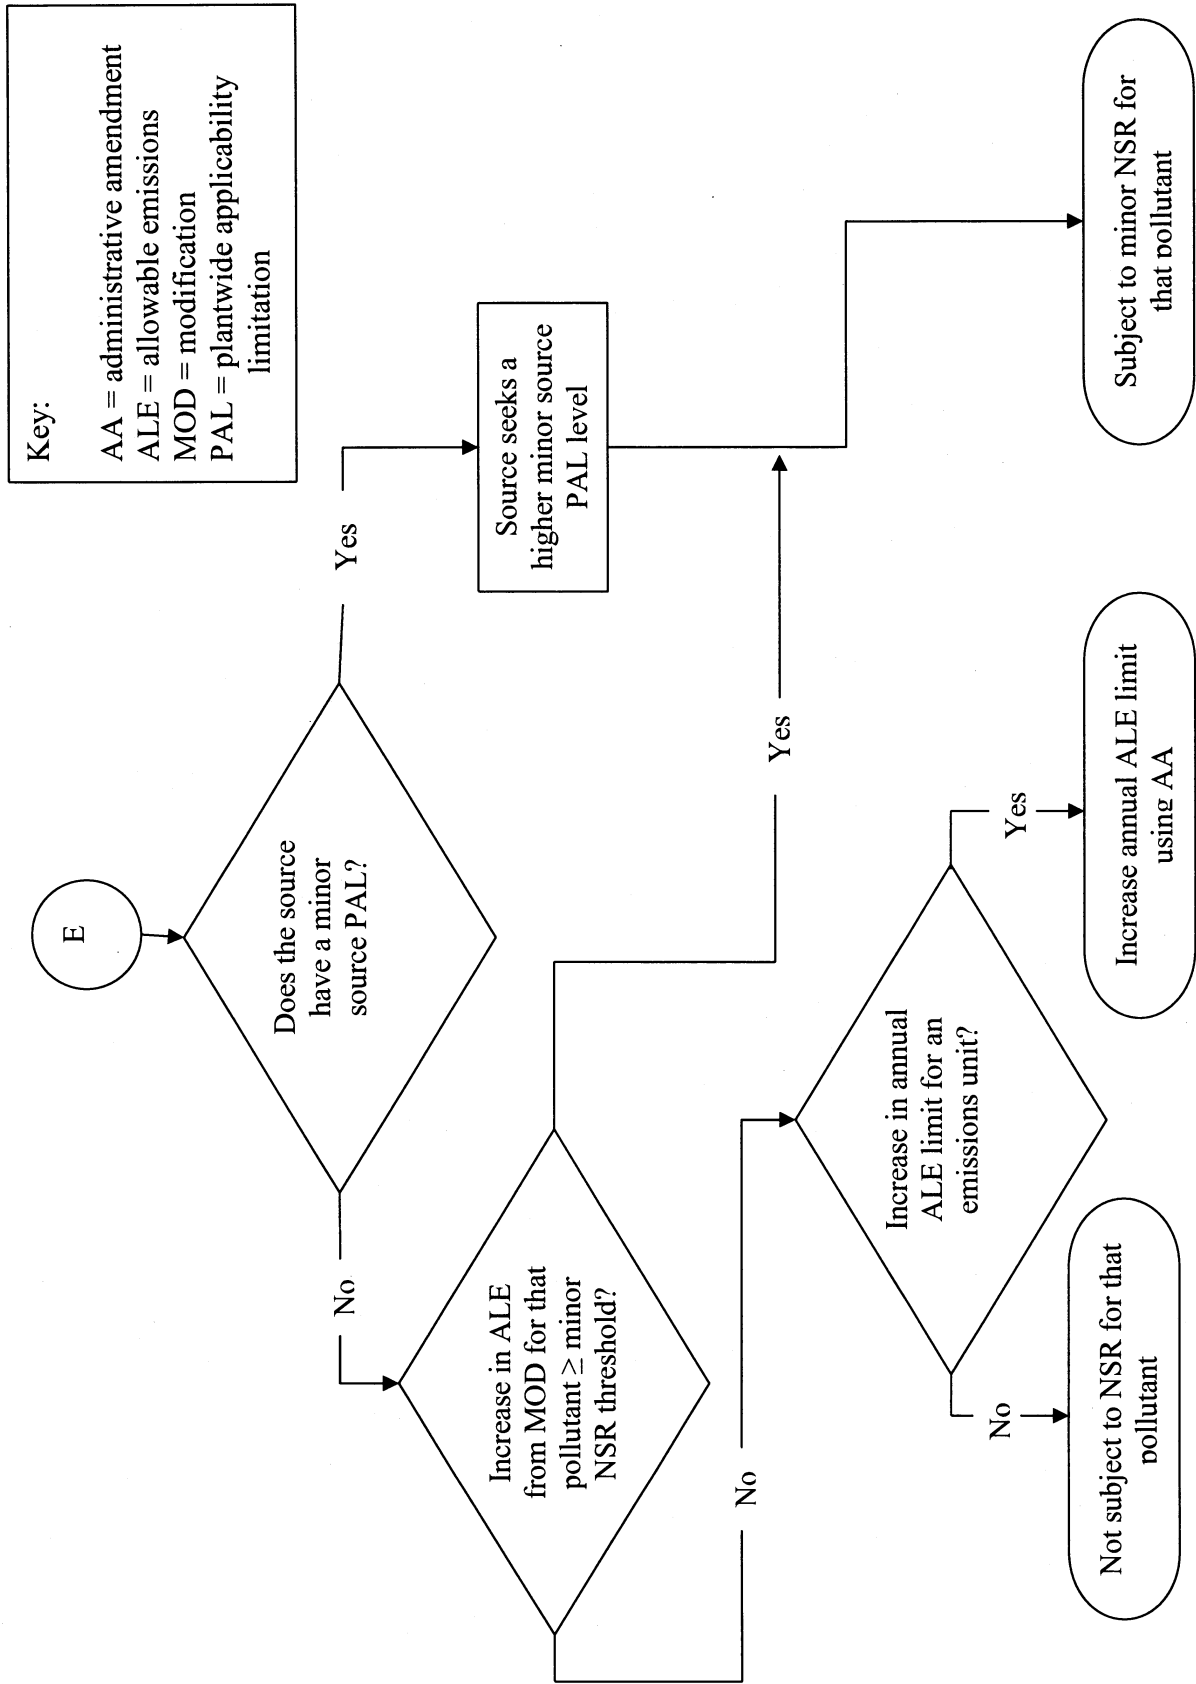 Key:
AA = administrative amendment
ALE = allowable emissions
MOD = modification
PAL = plantwide applicability
limitation
E
Does the source
have a minor
source PAL?
Yes
No
Source seeks a
higher minor source
PAL level
Increase in ALE
from MOD for that
pollutant ≥ minor
NSR threshold?
Yes
No
Increase in annual
ALE limit for an
emissions unit?
No
Yes
Not subject to NSR for that
pollutant
Increase annual ALE limit
using AA
Subject to minor NSR for
that pollutant